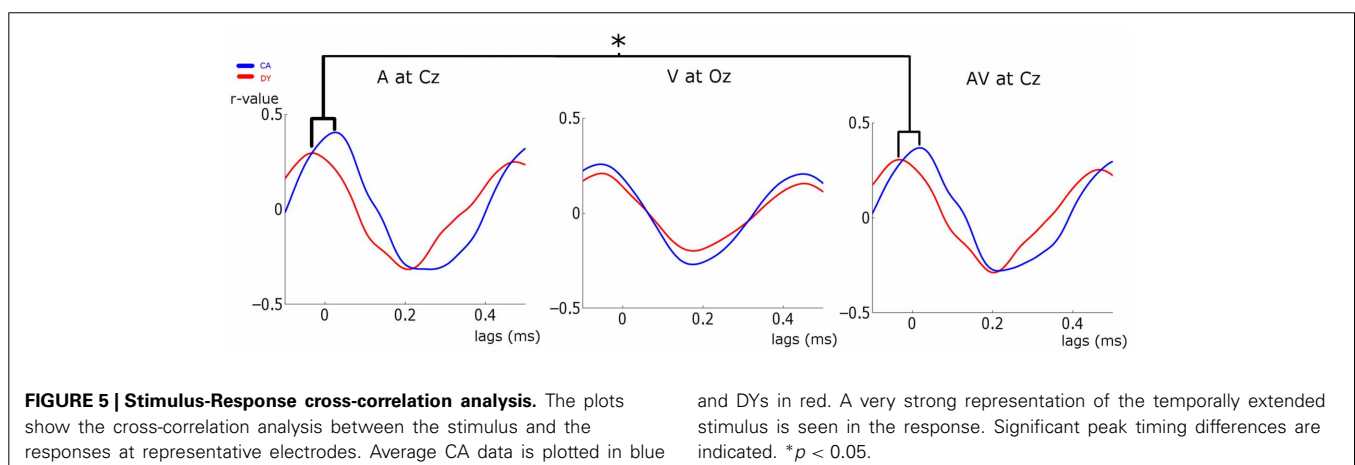 *
CA
DY
A at Cz
V at Oz
AV at Cz
r-value
0.5
0
−0.5
0
0.2
0.4
lags (ms)
0.5
0
−0.5
0
0.2
0.4
lags (ms)
0.5
0
−0.5
0
0.2
0.4
lags (ms)
FIGURE 5 | Stimulus-Response cross-correlation analysis. The plots
show the cross-correlation analysis between the stimulus and the
responses at representative electrodes. Average CA data is plotted in blue
and DYs in red. A very strong representation of the temporally extended
stimulus is seen in the response. Significant peak timing differences are
indicated. *p < 0.05.